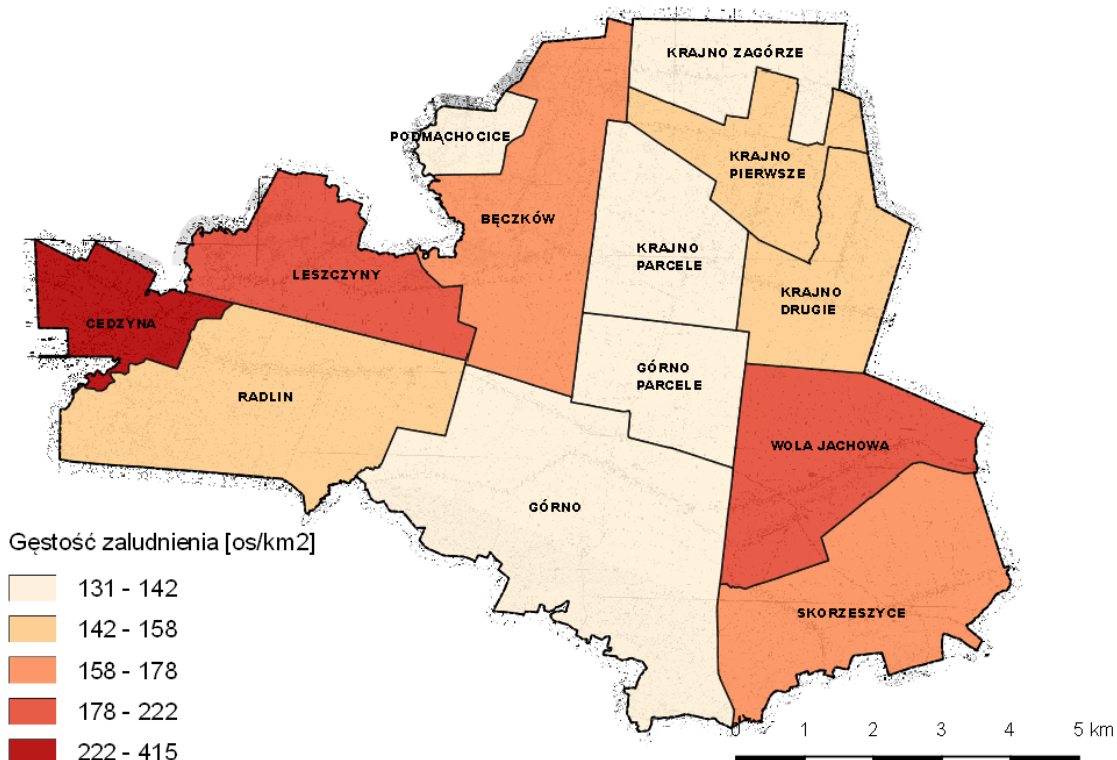 KRAJNO ZAGÓRZE
PODMĄCHOCICE
KRAJNO
PIERWSZE
BĘCZKÓW
KRAJNO
PARCELE
LESZCZYNY
KRAJNO
DRUGIE
CEDZYNA
GÓRNO
PARCELE
RADLIN
WOLA JACHOWA
GÓRNO
SKORZESZYCE
Gęstość zaludnienia [os/km2]
131 - 142
142 - 158
158 - 178
178 - 222
222 - 415
0 1 2 3 4 5 km